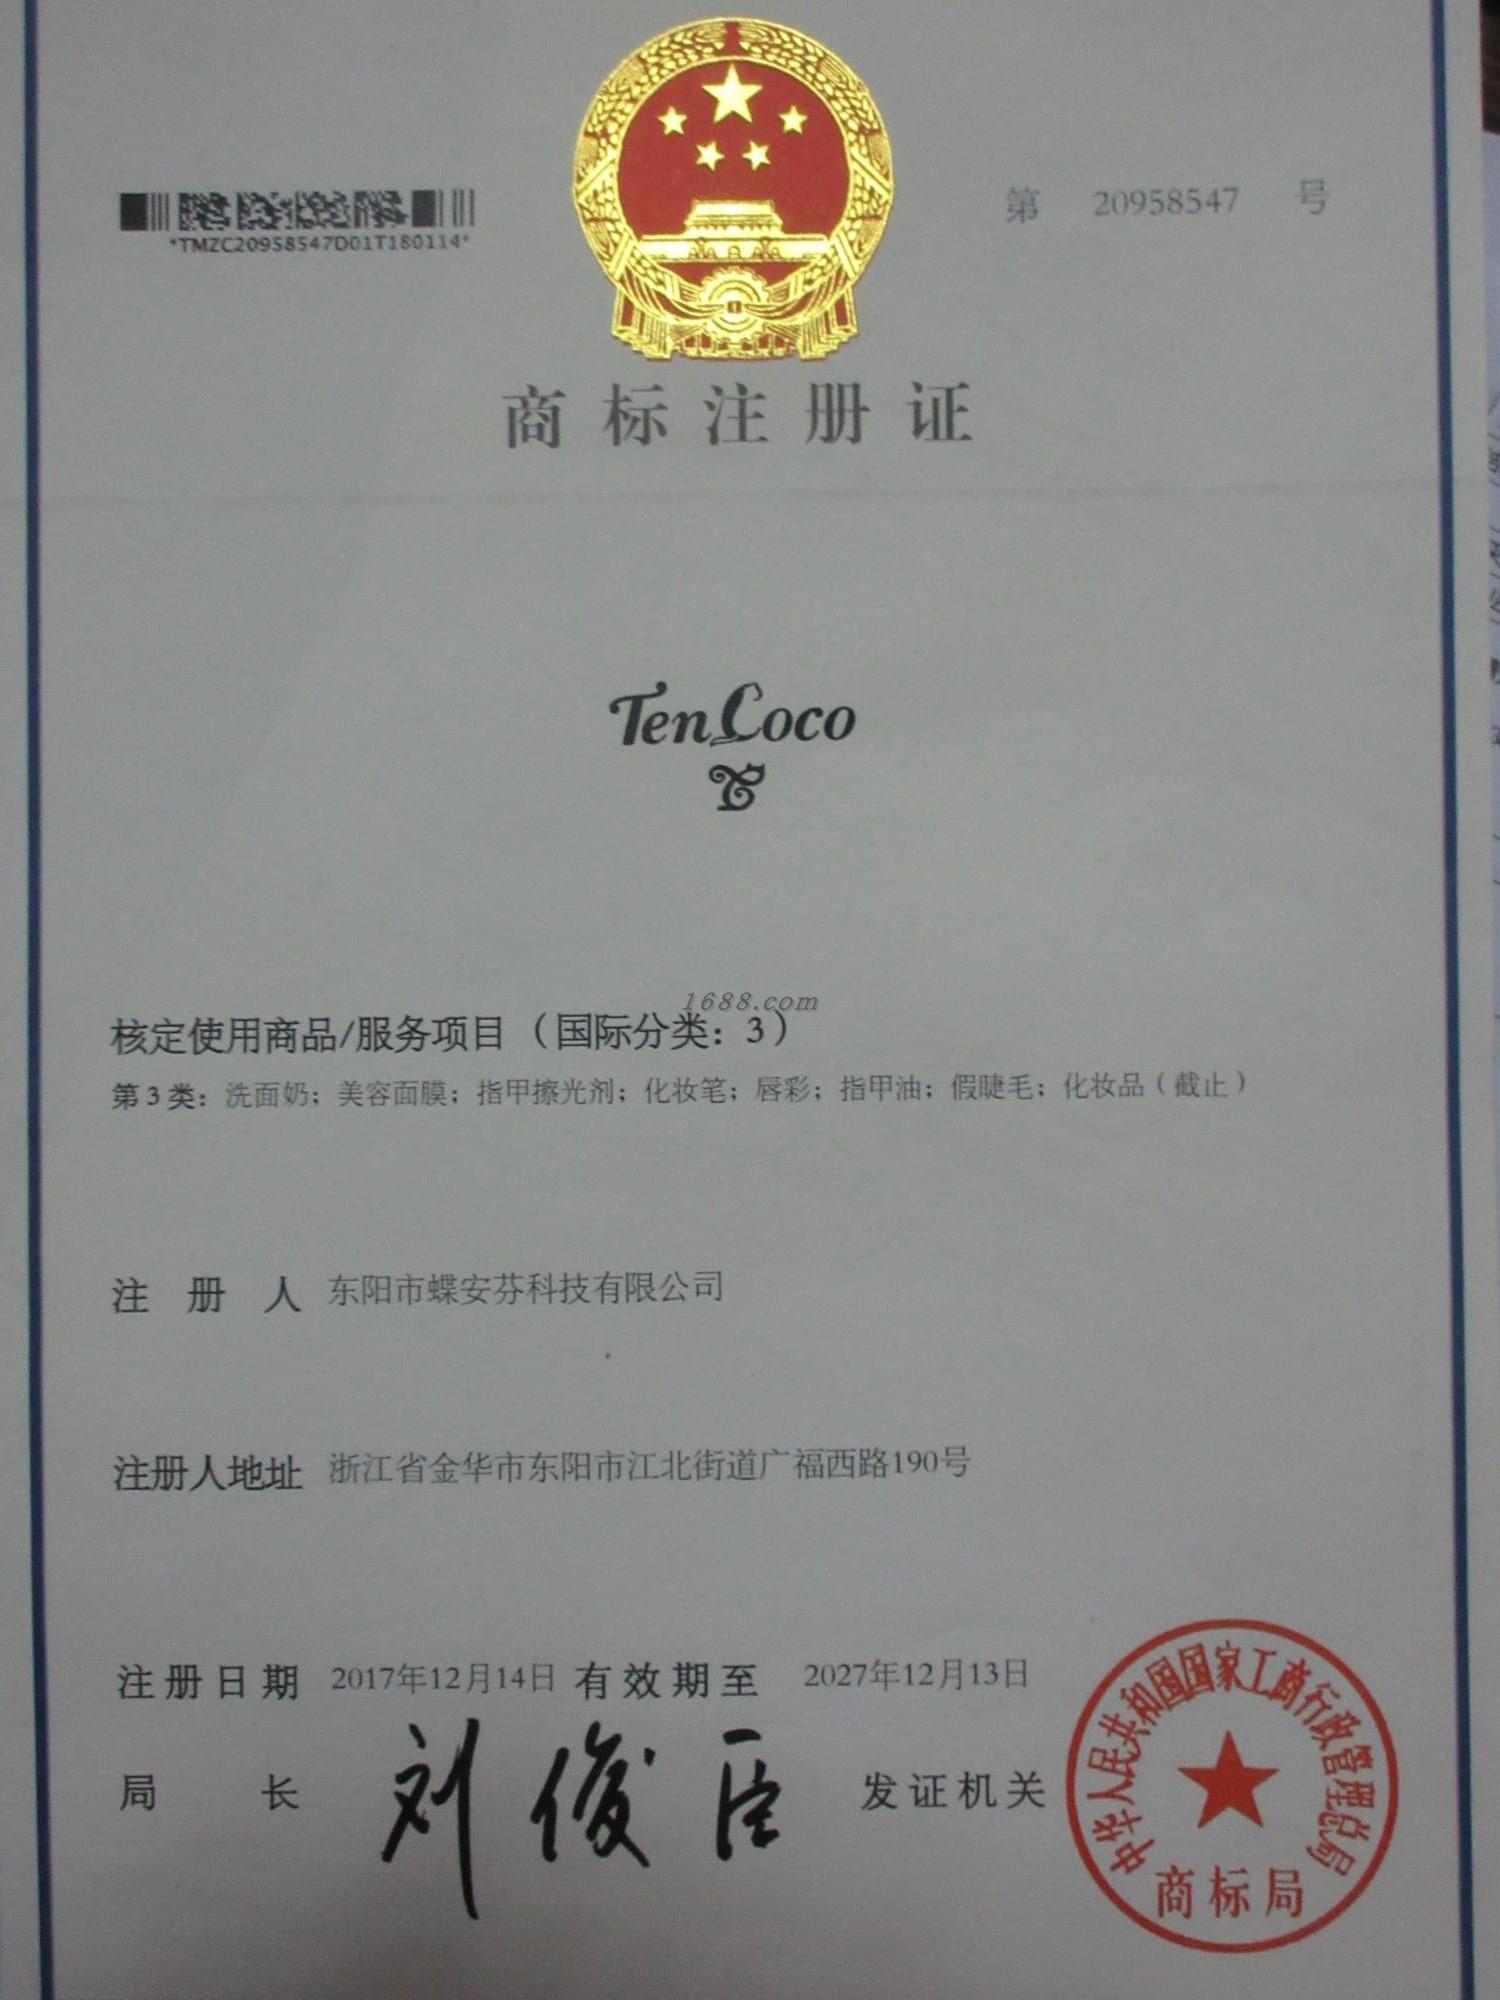 *TMZC20958547D01T180114*
第 20958547 号
商标注册证
Ten Coco
1688.com
核定使用商品/服务项目（国际分类：3）
第3类：洗面奶；美容面膜；指甲擦光剂；化妆笔；唇彩；指甲油；假睫毛；化妆品（截止）
注册人 东阳市蝶安芬科技有限公司
注册人地址 浙江省金华市东阳市江北街道广福西路190号
注册日期 2017年12月14日 有效期至 2027年12月13日
局长 刘俊臣 发证机关
中华人民共和国国家工商行政管理总局
商标局